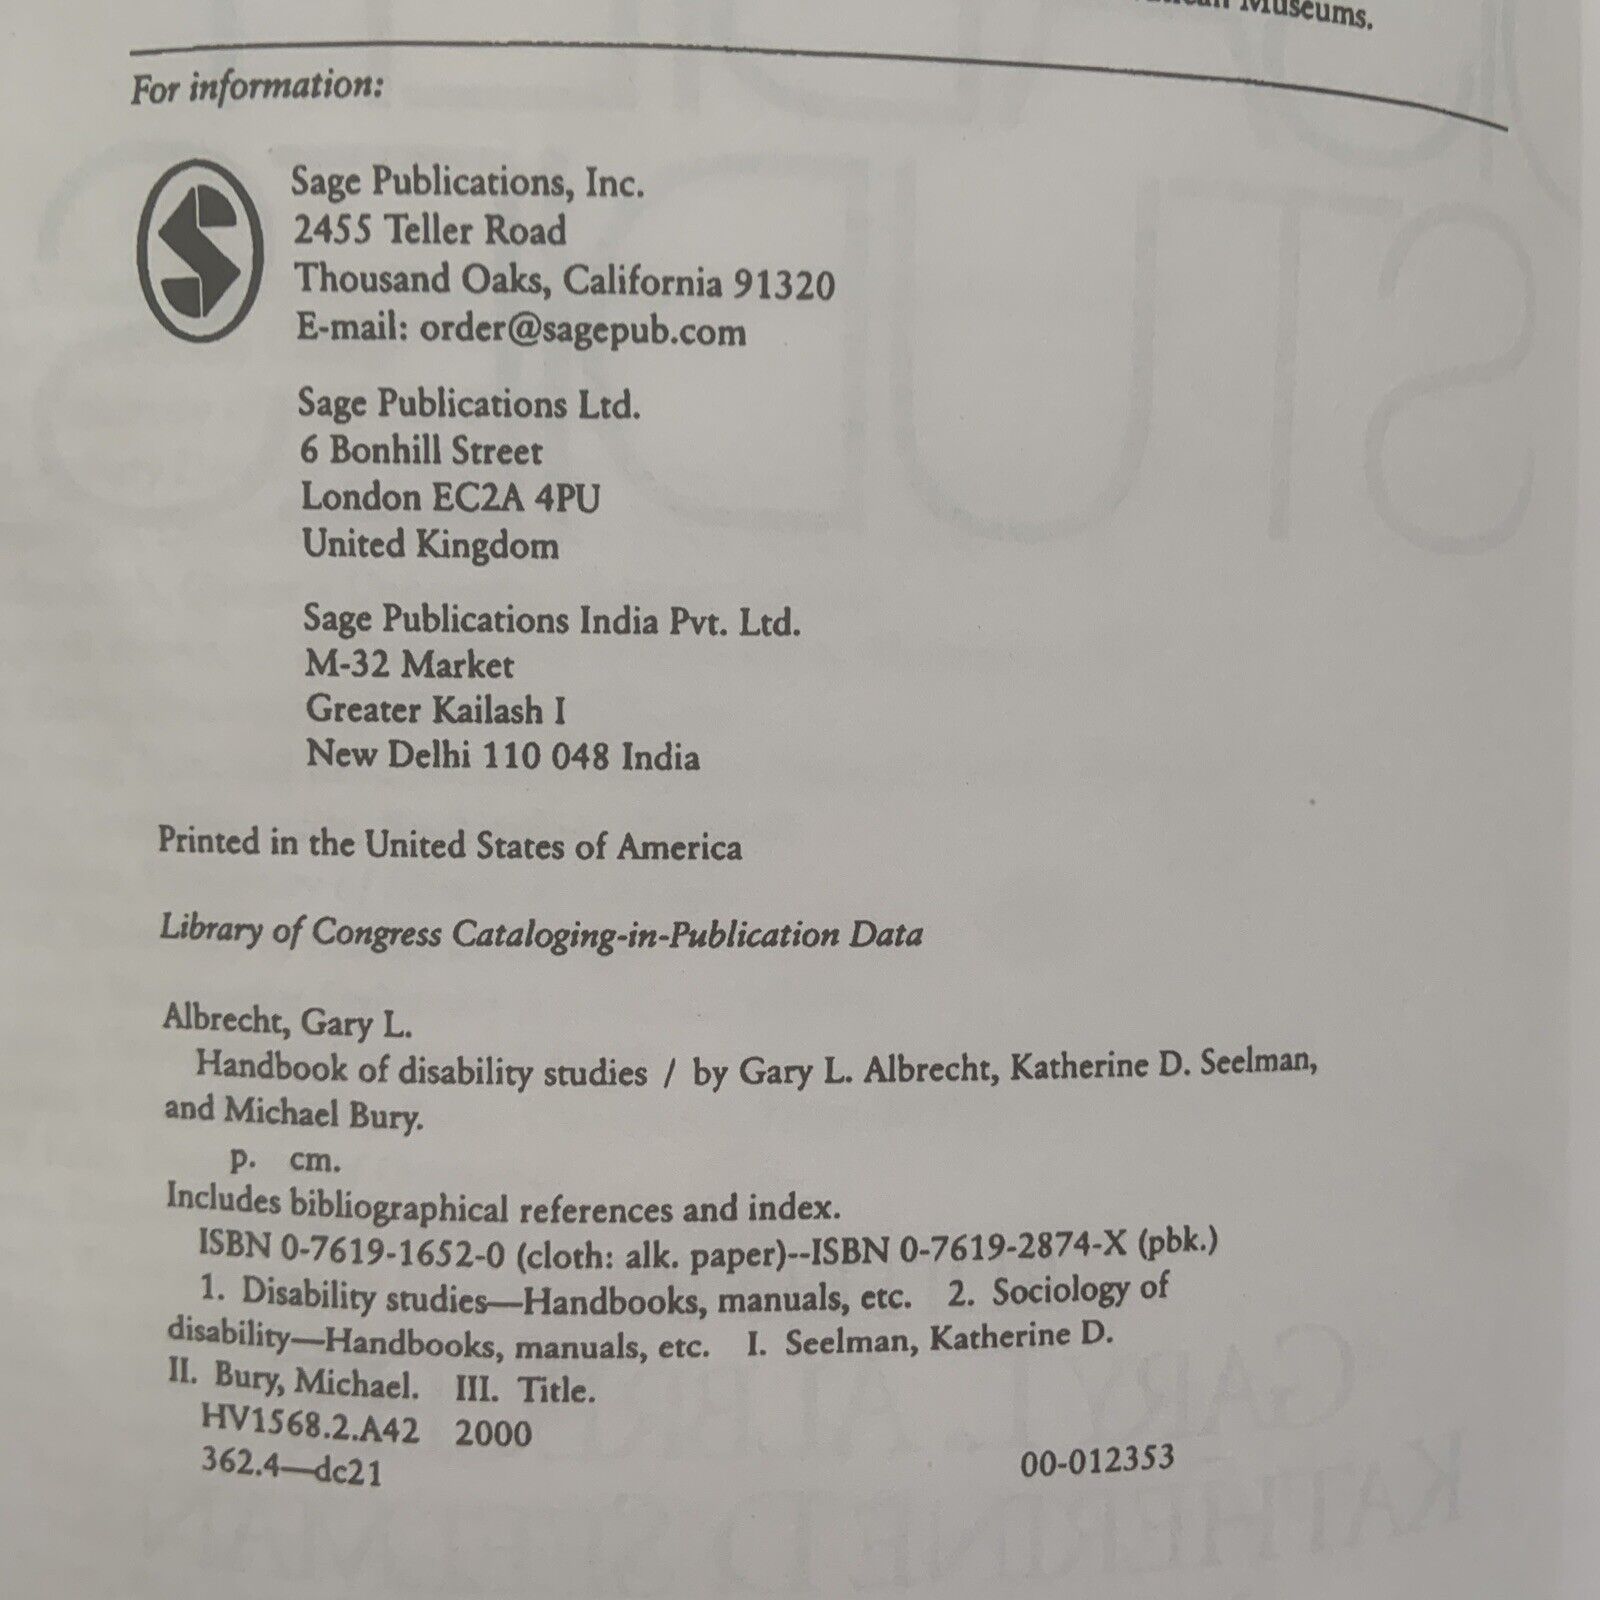 Museums.
For information:
Sage Publications, Inc.
2455 Teller Road
Thousand Oaks, California 91320
E-mail: order@sagepub.com
Sage Publications Ltd.
6 Bonhill Street
London EC2A 4PU
United Kingdom
Sage Publications India Pvt. Ltd.
M-32 Market
Greater Kailash I
New Delhi 110 048 India
Printed in the United States of America
Library of Congress Cataloging-in-Publication Data
Albrecht, Gary L.
Handbook of disability studies / by Gary L. Albrecht, Katherine D. Seelman,
and Michael Bury.
p. cm.
Includes bibliographical references and index.
ISBN 0-7619-1652-0 (cloth: alk. paper)--ISBN 0-7619-2874-X (pbk.)
1. Disability studies—Handbooks, manuals, etc. 2. Sociology of
disability—Handbooks, manuals, etc. I. Seelman, Katherine D.
II. Bury, Michael. III. Title.
HV1568.2.A42 2000
362.4—dc21 00-012353